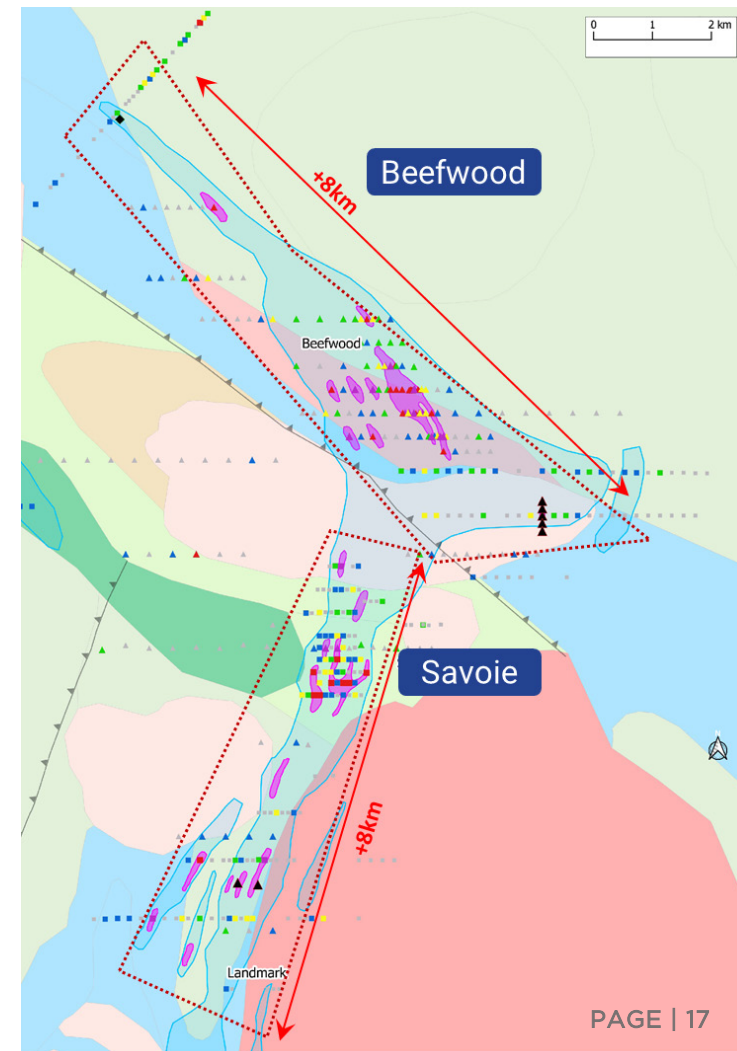 0 1 2 km
Beefwood
+8km
Beefwood
Savoie
+8km
Landmark
PAGE | 17